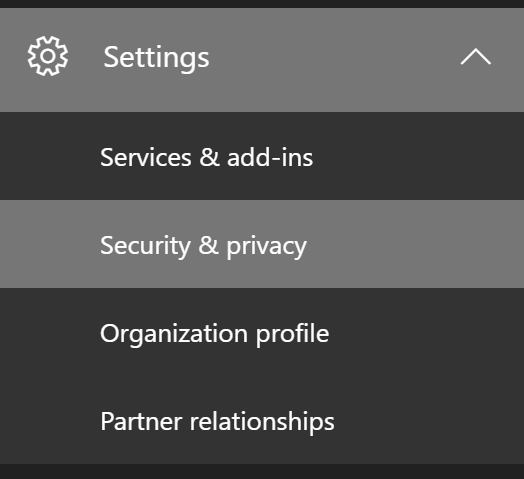 Settings
Services & add-ins
Security & privacy
Organization profile
Partner relationships